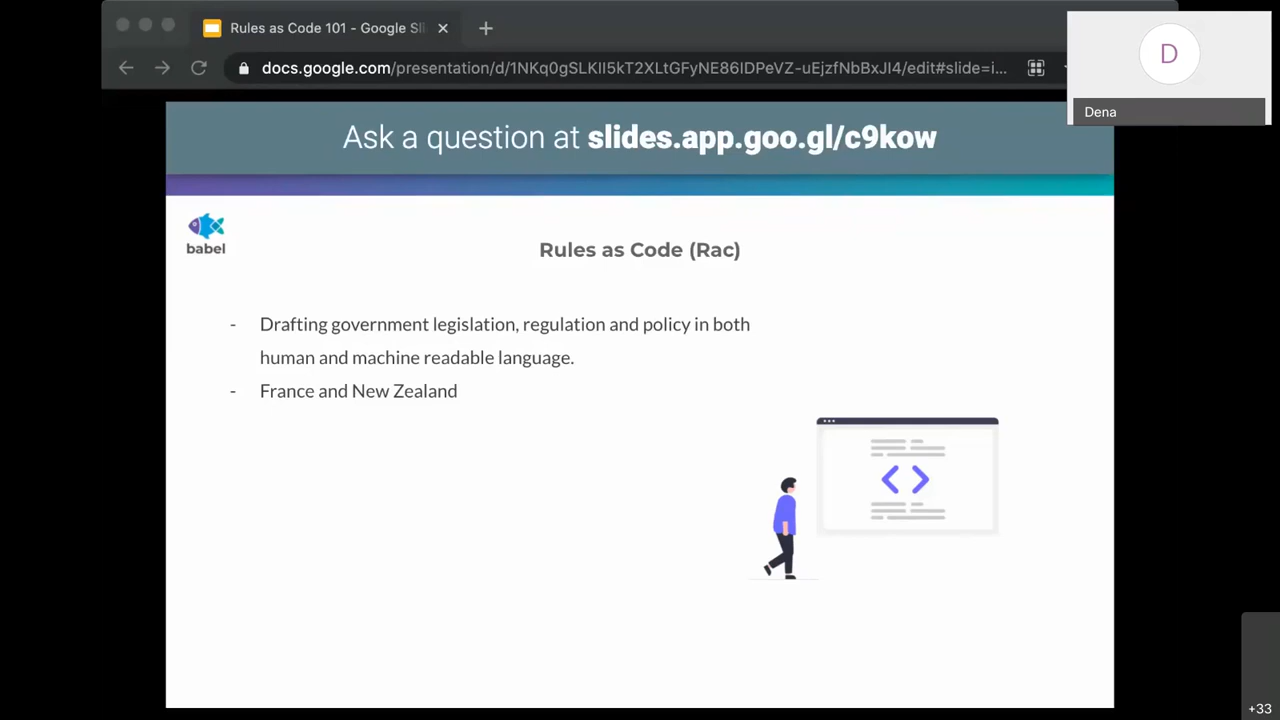 Rules as Code 101 - Google Sli
docs.google.com/presentation/d/1NKq0gSLKlI5kT2XLtGFyNE86IDPeVZ-uEjzfNbBxJI4/edit#slide=i...
D
Dena
Ask a question at slides.app.goo.gl/c9kow
babel
Rules as Code (Rac)
- Drafting government legislation, regulation and policy in both
human and machine readable language.
- France and New Zealand
+33